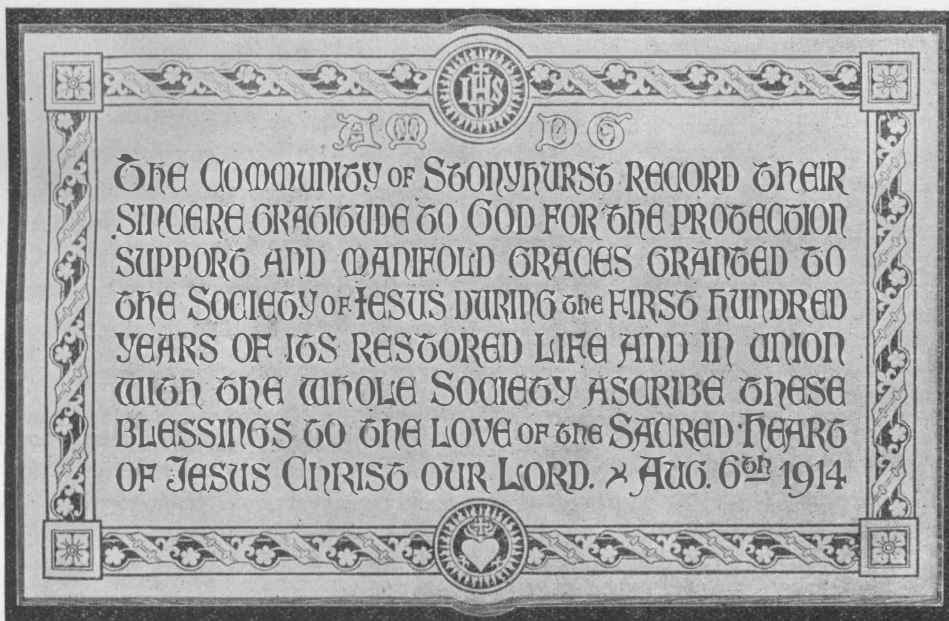 IHS
A M D G
The Community of Stonyhurst record their
sincere gratitude to God for the protection
support and manifold graces granted to
the Society of Jesus during the first hundred
years of its restored life and in union
with the whole Society ascribe these
blessings to the love of the Sacred Heart
of Jesus Christ our Lord. Aug. 6th 1914